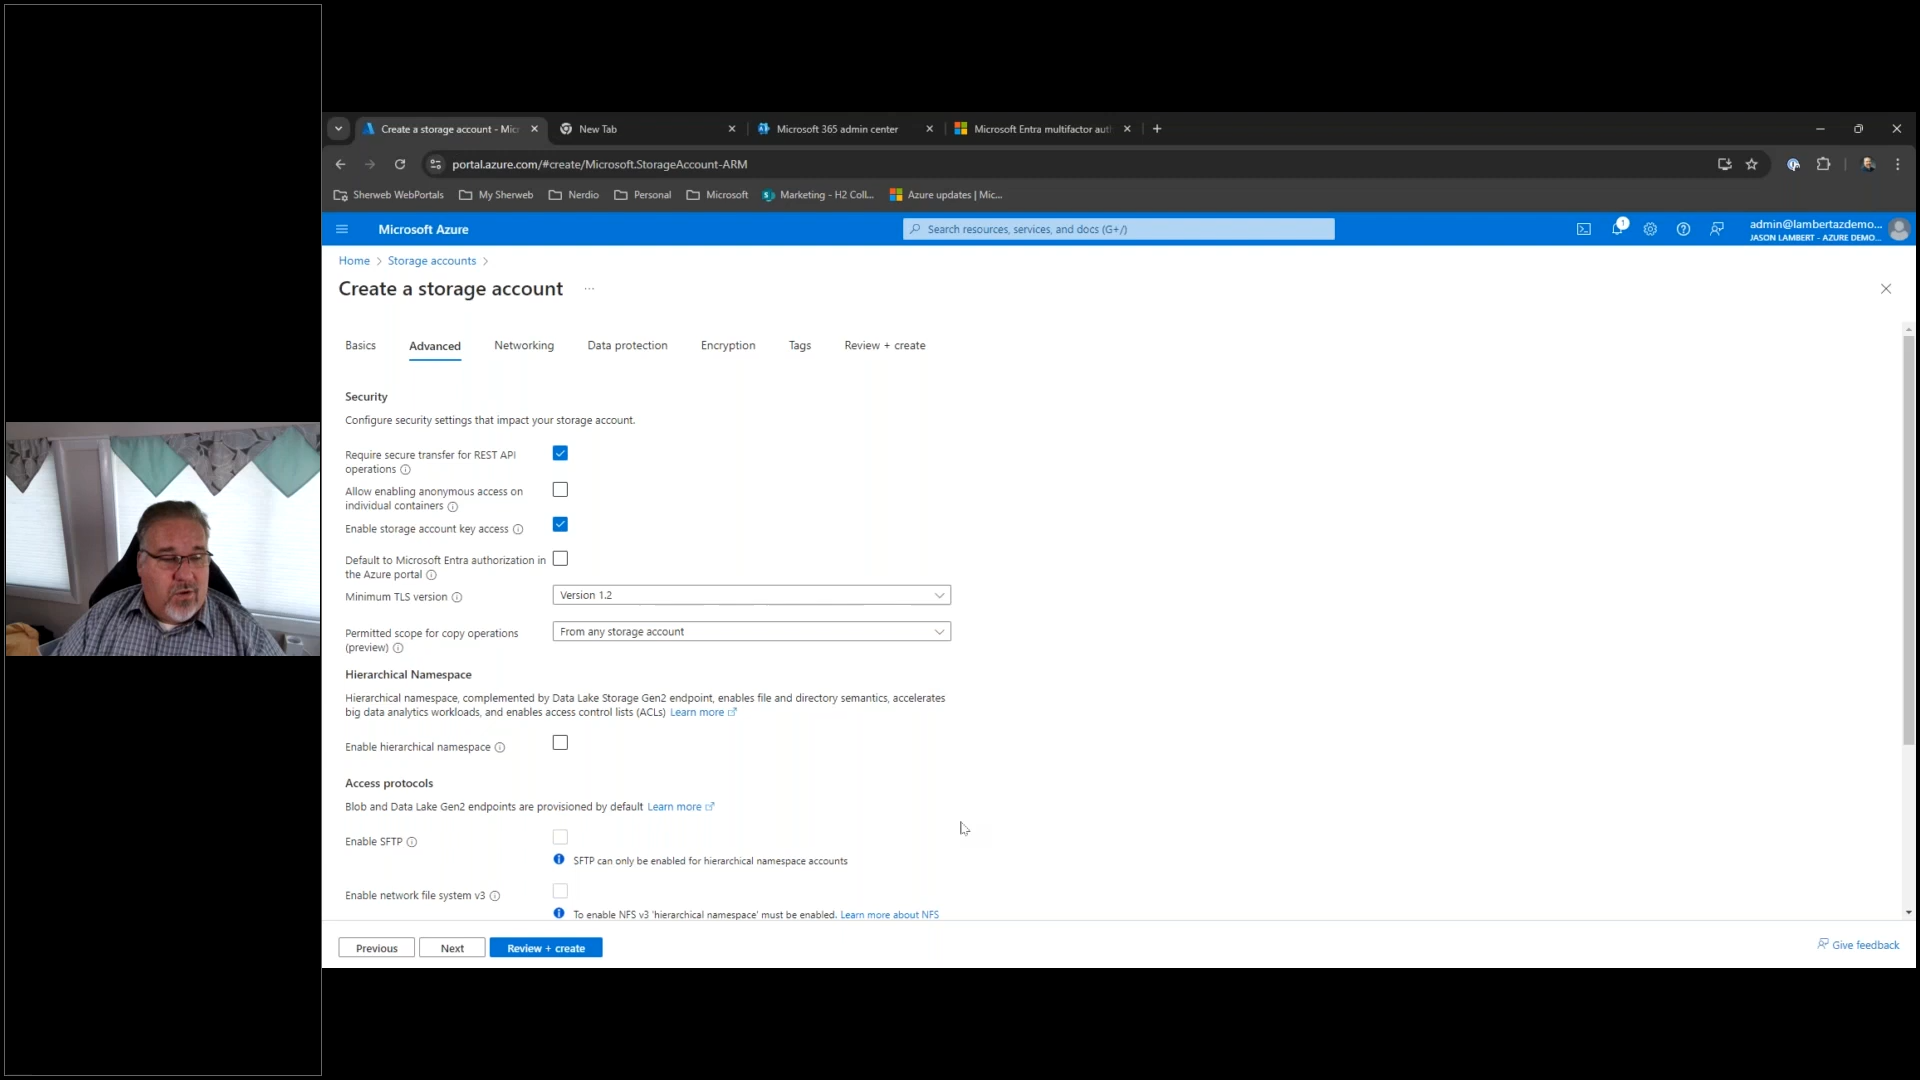 Create a storage account - Mic
New Tab
Microsoft 365 admin center
Microsoft Entra multifactor aut
portal.azure.com/#create/Microsoft.StorageAccount-ARM
Sherweb WebPortals
My Sherweb
Nerdio
Personal
Microsoft
Marketing - H2 Coll...
Azure updates | Mic...
Microsoft Azure
Search resources, services, and docs (G+/)
1
admin@lambertazdemo...
JASON LAMBERT - AZURE DEMO...
Home > Storage accounts >
Create a storage account ...
Basics
Advanced
Networking
Data protection
Encryption
Tags
Review + create
Security
Configure security settings that impact your storage account.
Require secure transfer for REST API
operations
Allow enabling anonymous access on
individual containers
Enable storage account key access
Default to Microsoft Entra authorization in
the Azure portal
Minimum TLS version
Version 1.2
Permitted scope for copy operations
(preview)
From any storage account
Hierarchical Namespace
Hierarchical namespace, complemented by Data Lake Storage Gen2 endpoint, enables file and directory semantics, accelerates
big data analytics workloads, and enables access control lists (ACLs) Learn more
Enable hierarchical namespace
Access protocols
Blob and Data Lake Gen2 endpoints are provisioned by default Learn more
Enable SFTP
SFTP can only be enabled for hierarchical namespace accounts
Enable network file system v3
To enable NFS v3 'hierarchical namespace' must be enabled. Learn more about NFS
Previous
Next
Review + create
Give feedback